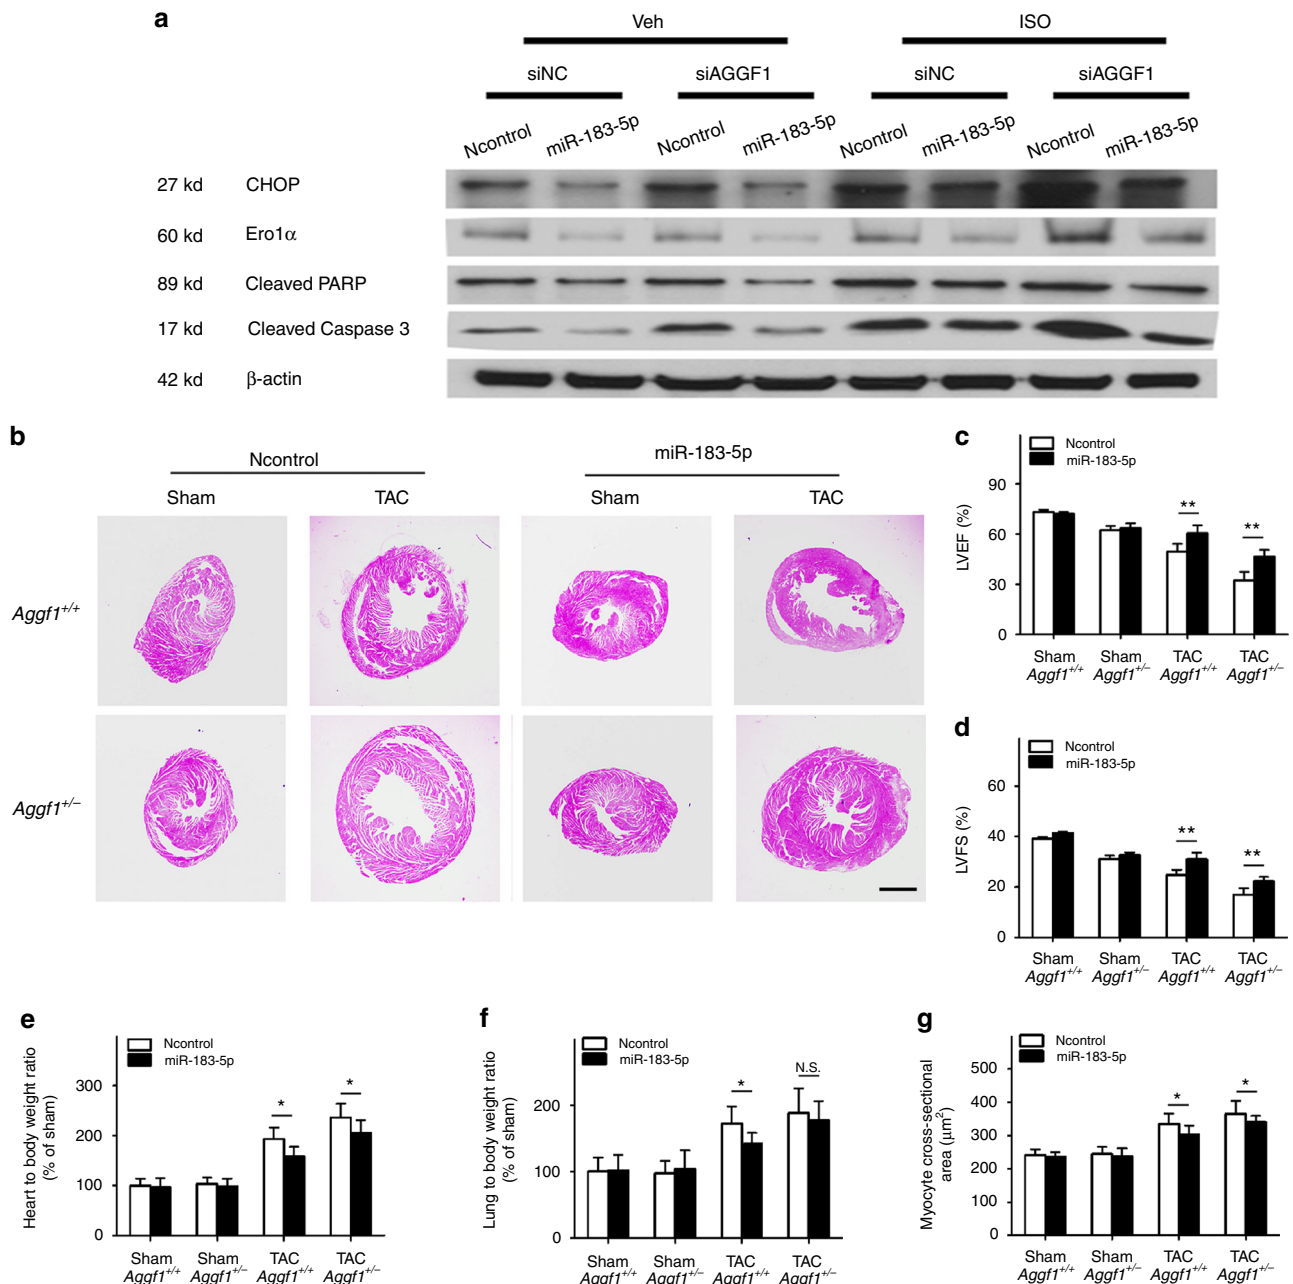 a
Veh ISO
siNC siAGGF1 siNC siAGGF1
Ncontrol miR-183-5p Ncontrol miR-183-5p Ncontrol miR-183-5p Ncontrol miR-183-5p
27 kd CHOP
60 kd Ero1α
89 kd Cleaved PARP
17 kd Cleaved Caspase 3
42 kd β-actin
b
Ncontrol miR-183-5p
Sham TAC Sham TAC
Aggf1+/+
Aggf1+/−
c
Ncontrol
miR-183-5p
LVEF (%)
90
60
30
0
** **
Sham Sham TAC TAC
Aggf1+/+ Aggf1+/− Aggf1+/+ Aggf1+/−
d
Ncontrol
miR-183-5p
LVFS (%)
60
40
20
0
** **
Sham Sham TAC TAC
Aggf1+/+ Aggf1+/− Aggf1+/+ Aggf1+/−
e
Ncontrol
miR-183-5p
Heart to body weight ratio
(% of sham)
300
200
100
0
* *
Sham Sham TAC TAC
Aggf1+/+ Aggf1+/− Aggf1+/+ Aggf1+/−
f
Ncontrol
miR-183-5p
Lung to body weight ratio
(% of sham)
200
100
0
* N.S.
Sham Sham TAC TAC
Aggf1+/+ Aggf1+/− Aggf1+/+ Aggf1+/−
g
Ncontrol
miR-183-5p
Myocyte cross-sectional
area (μm2)
500
400
300
200
100
0
* *
Sham Sham TAC TAC
Aggf1+/+ Aggf1+/− Aggf1+/+ Aggf1+/−